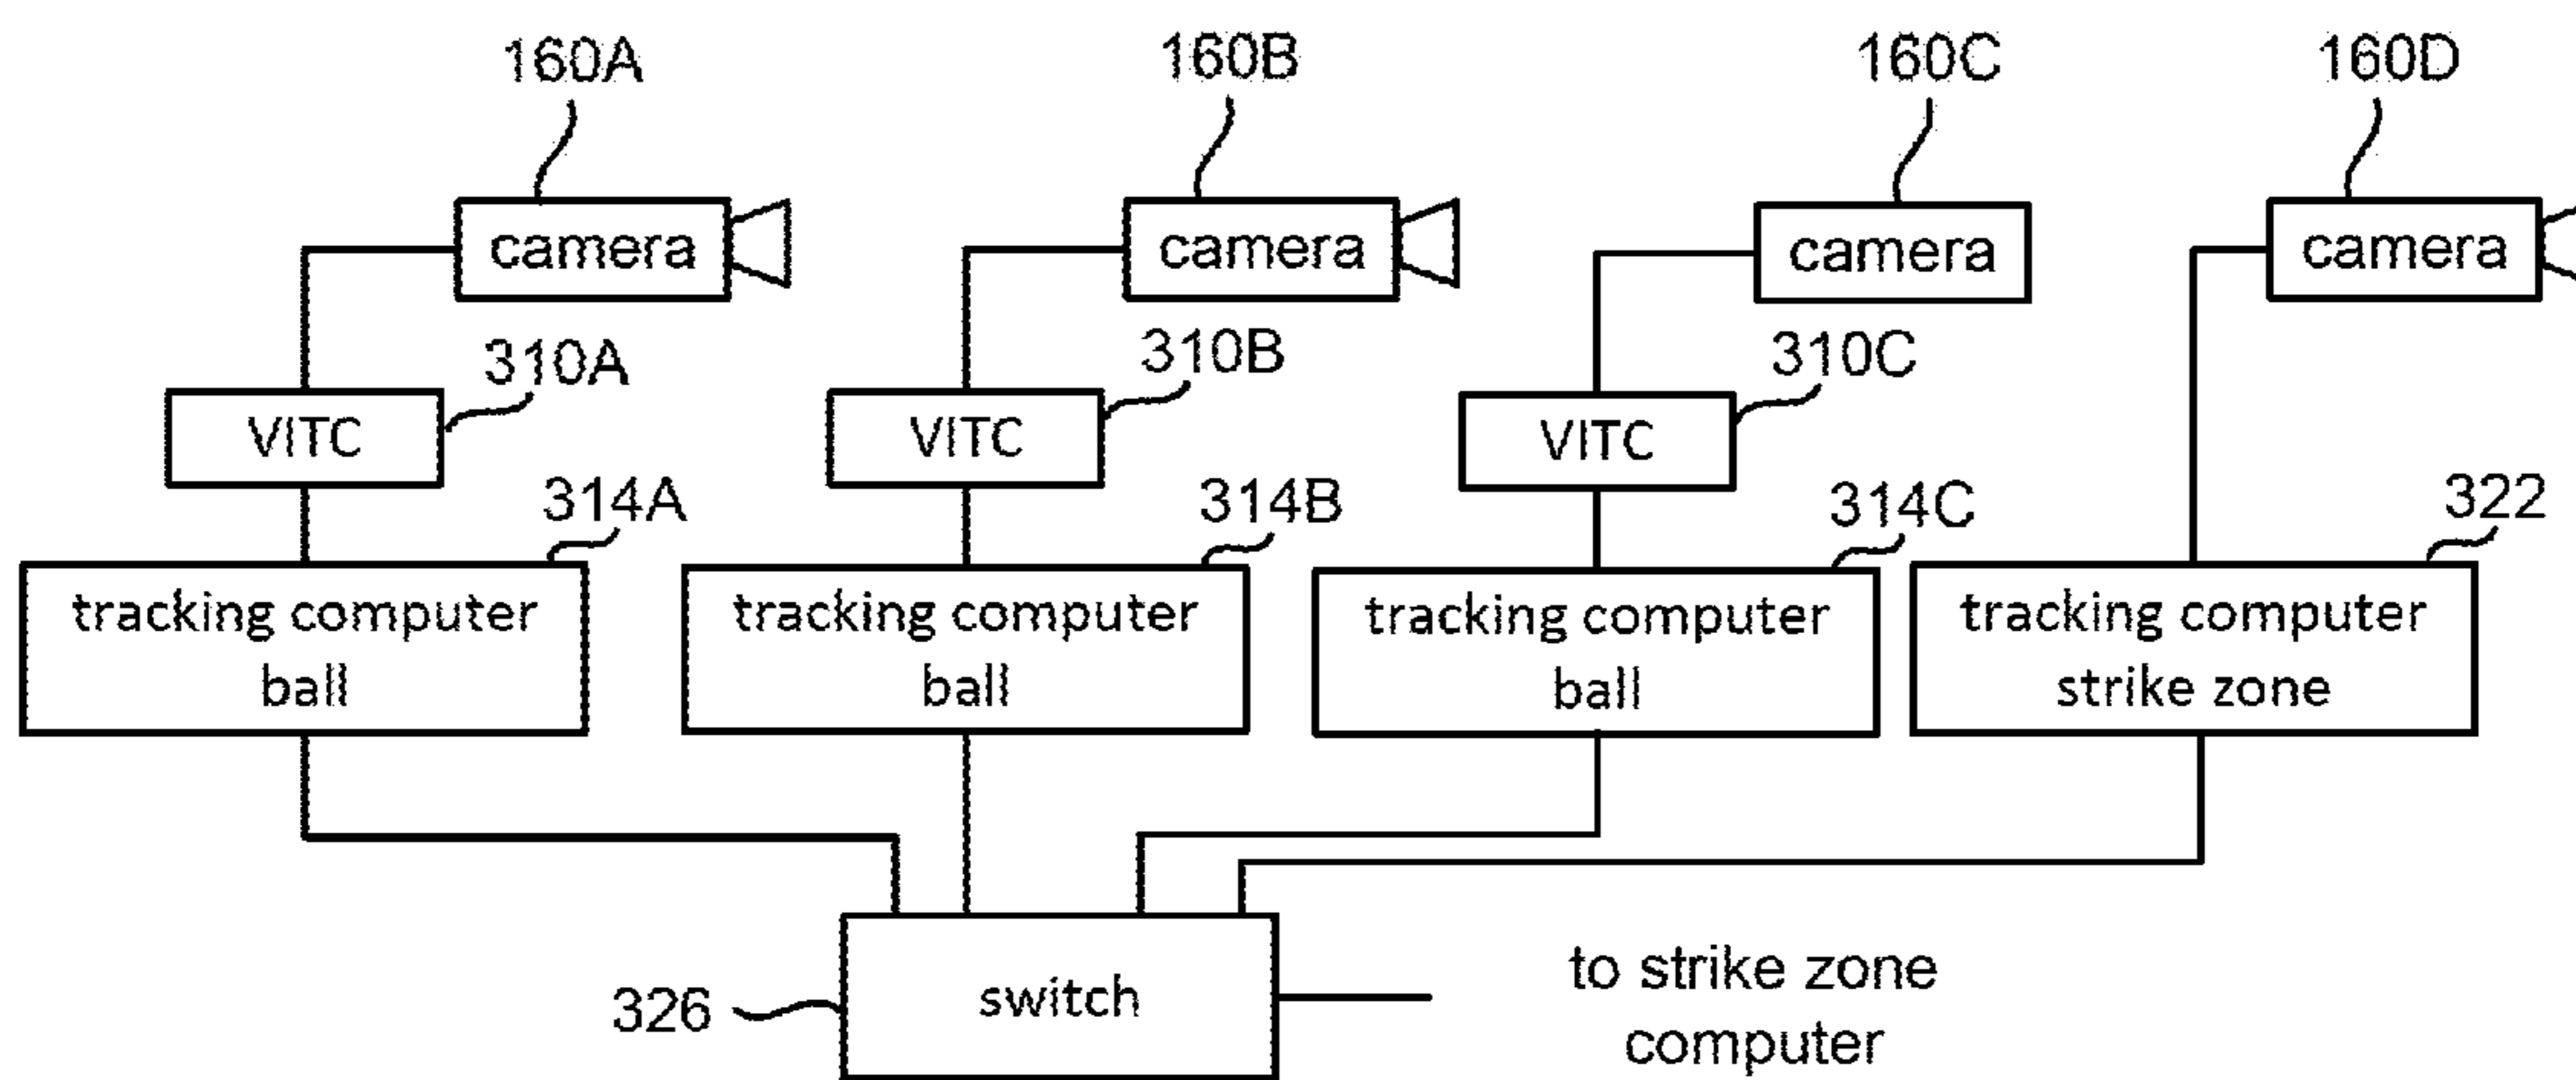 160A
160B
160C
160D
camera
camera
camera
camera
310A
310B
310C
VITC
VITC
VITC
314A
314B
314C
322
tracking computer
ball
tracking computer
ball
tracking computer
ball
tracking computer
strike zone
326
switch
to strike zone
computer